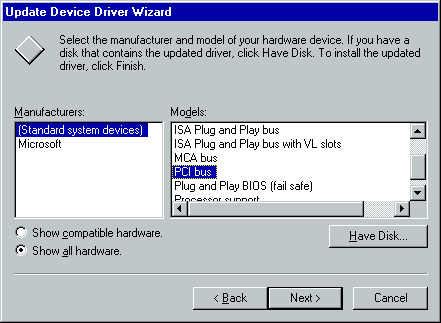 Update Device Driver Wizard
Select the manufacturer and model of your hardware device. If you have a
disk that contains the updated driver, click Have Disk. To install the updated
driver, click Finish.
Manufacturers:
Models:
(Standard system devices)
Microsoft
ISA Plug and Play bus
ISA Plug and Play bus with VL slots
MCA bus
PCI bus
Plug and Play BIOS (fail safe)
Processor support
Show compatible hardware.
Show all hardware.
Have Disk...
< Back
Next >
Cancel